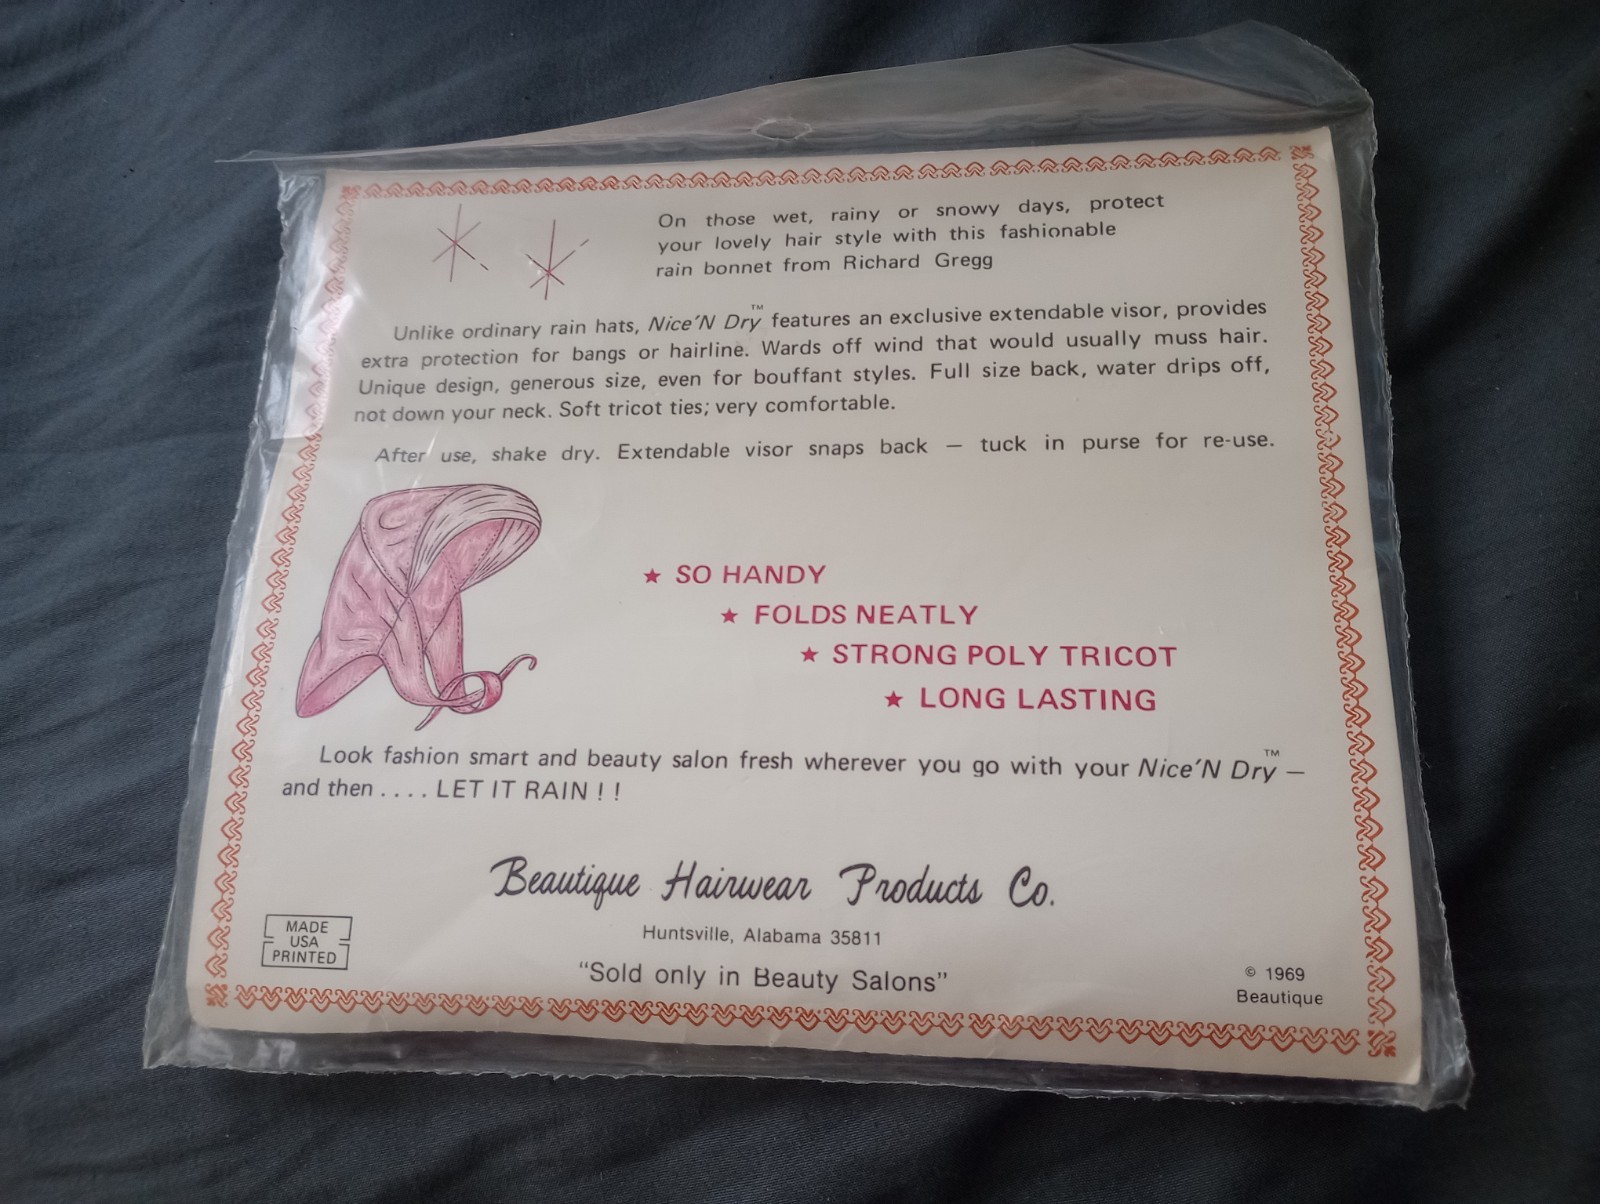 On those wet, rainy or snowy days, protect
your lovely hair style with this fashionable
rain bonnet from Richard Gregg
Unlike ordinary rain hats, Nice'N Dry™ features an exclusive extendable visor, provides
extra protection for bangs or hairline. Wards off wind that would usually muss hair.
Unique design, generous size, even for bouffant styles. Full size back, water drips off,
not down your neck. Soft tricot ties; very comfortable.
After use, shake dry. Extendable visor snaps back — tuck in purse for re-use.
★ SO HANDY
★ FOLDS NEATLY
★ STRONG POLY TRICOT
★ LONG LASTING
Look fashion smart and beauty salon fresh wherever you go with your Nice'N Dry™ —
and then .... LET IT RAIN ! !
Beautique Hairwear Products Co.
Huntsville, Alabama 35811
"Sold only in Beauty Salons"
MADE
USA
PRINTED
© 1969
Beautique